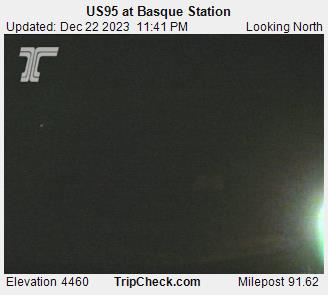 US95 at Basque Station
Updated: Dec 22 2023 11:41 PM Looking North
Elevation 4460 TripCheck.com Milepost 91.62